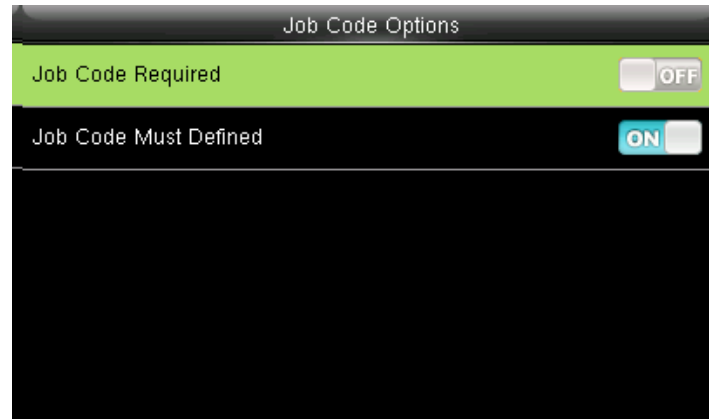 Job Code Options
Job Code Required OFF
Job Code Must Defined ON